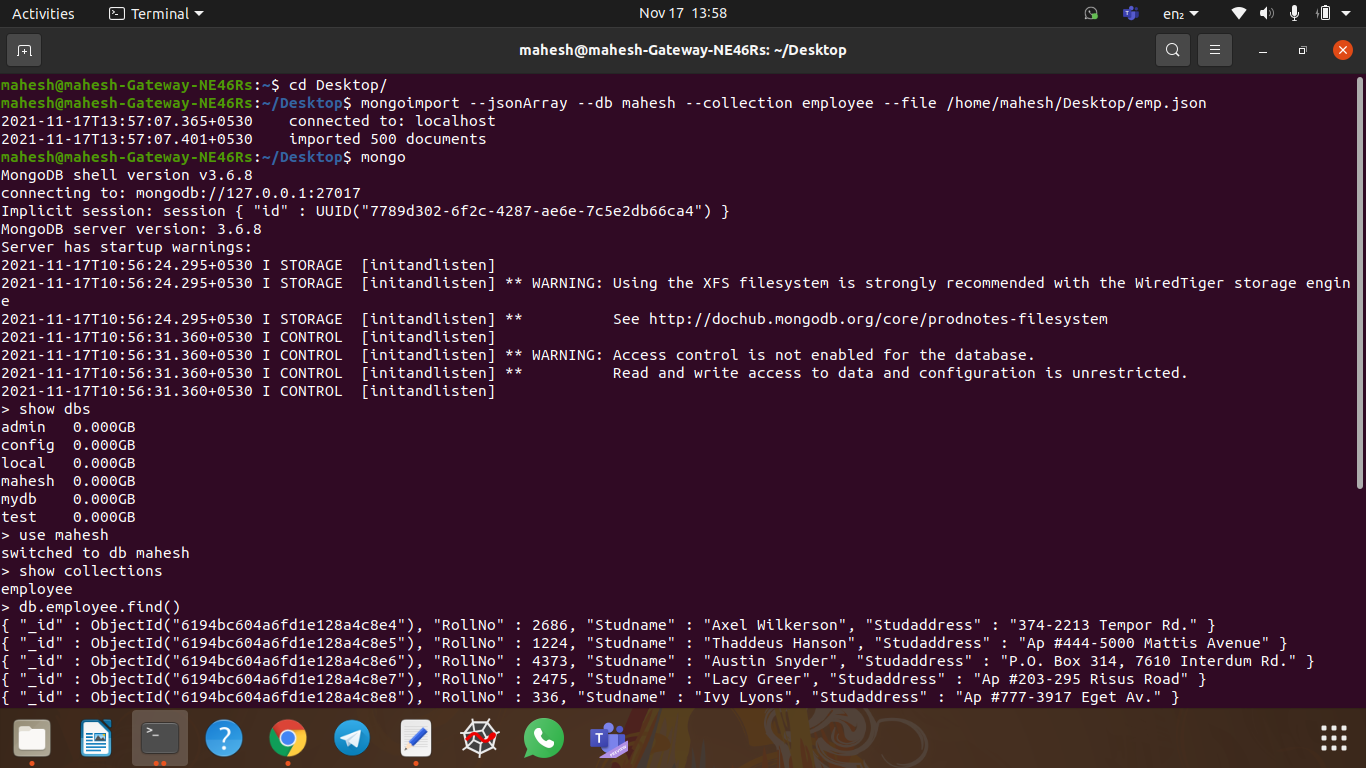 Activities Terminal Nov 17 13:58 en₂
mahesh@mahesh-Gateway-NE46Rs: ~/Desktop
mahesh@mahesh-Gateway-NE46Rs:~$ cd Desktop/
mahesh@mahesh-Gateway-NE46Rs:~/Desktop$ mongoimport --jsonArray --db mahesh --collection employee --file /home/mahesh/Desktop/emp.json
2021-11-17T13:57:07.365+0530    connected to: localhost
2021-11-17T13:57:07.401+0530    imported 500 documents
mahesh@mahesh-Gateway-NE46Rs:~/Desktop$ mongo
MongoDB shell version v3.6.8
connecting to: mongodb://127.0.0.1:27017
Implicit session: session { "id" : UUID("7789d302-6f2c-4287-ae6e-7c5e2db66ca4") }
MongoDB server version: 3.6.8
Server has startup warnings:
2021-11-17T10:56:24.295+0530 I STORAGE  [initandlisten]
2021-11-17T10:56:24.295+0530 I STORAGE  [initandlisten] ** WARNING: Using the XFS filesystem is strongly recommended with the WiredTiger storage engin
e
2021-11-17T10:56:24.295+0530 I STORAGE  [initandlisten] **          See http://dochub.mongodb.org/core/prodnotes-filesystem
2021-11-17T10:56:31.360+0530 I CONTROL  [initandlisten]
2021-11-17T10:56:31.360+0530 I CONTROL  [initandlisten] ** WARNING: Access control is not enabled for the database.
2021-11-17T10:56:31.360+0530 I CONTROL  [initandlisten] **          Read and write access to data and configuration is unrestricted.
2021-11-17T10:56:31.360+0530 I CONTROL  [initandlisten]
> show dbs
admin   0.000GB
config  0.000GB
local   0.000GB
mahesh  0.000GB
mydb    0.000GB
test    0.000GB
> use mahesh
switched to db mahesh
> show collections
employee
> db.employee.find()
{ "_id" : ObjectId("6194bc604a6fd1e128a4c8e4"), "RollNo" : 2686, "Studname" : "Axel Wilkerson", "Studaddress" : "374-2213 Tempor Rd." }
{ "_id" : ObjectId("6194bc604a6fd1e128a4c8e5"), "RollNo" : 1224, "Studname" : "Thaddeus Hanson", "Studaddress" : "Ap #444-5000 Mattis Avenue" }
{ "_id" : ObjectId("6194bc604a6fd1e128a4c8e6"), "RollNo" : 4373, "Studname" : "Austin Snyder", "Studaddress" : "P.O. Box 314, 7610 Interdum Rd." }
{ "_id" : ObjectId("6194bc604a6fd1e128a4c8e7"), "RollNo" : 2475, "Studname" : "Lacy Greer", "Studaddress" : "Ap #203-295 Risus Road" }
{ "_id" : ObjectId("6194bc604a6fd1e128a4c8e8"), "RollNo" : 336, "Studname" : "Ivy Lyons", "Studaddress" : "Ap #777-3917 Eget Av." }